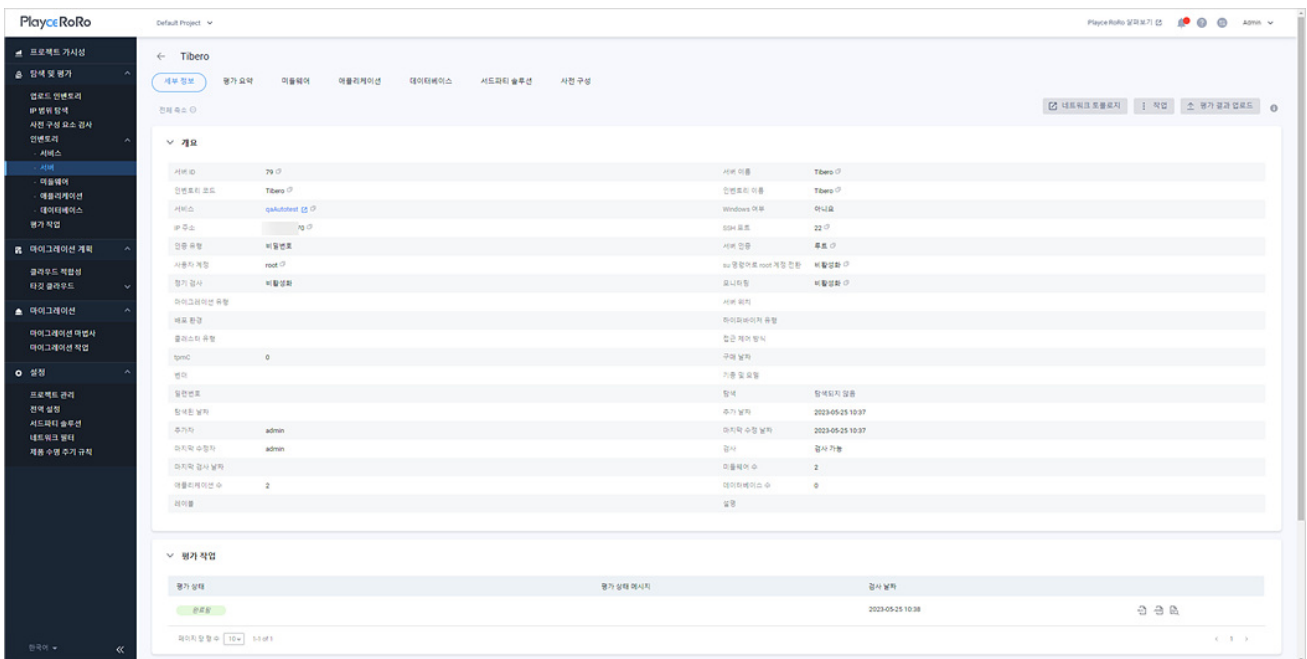 PlayceRoRo
Default Project
PlayceRoRo 살펴보기
Admin
프로젝트 가시성
탐색 및 평가
업로드 인벤토리
IP 범위 탐색
사전 구성 요소 검사
인벤토리
- 서비스
- 서버
- 미들웨어
- 애플리케이션
- 데이터베이스
평가 작업
마이그레이션 계획
클라우드 적합성
타깃 클라우드
마이그레이션
마이그레이션 마법사
마이그레이션 작업
설정
프로젝트 관리
전역 설정
서드파티 솔루션
네트워크 필터
제품 수명 주기 규칙
한국어
← Tibero
세부 정보 평가 요약 미들웨어 애플리케이션 데이터베이스 서드파티 솔루션 사전 구성
전체 축소
네트워크 토폴로지 작업 평가 결과 업로드
개요
서버 ID 79 서버 이름 Tibero
인벤토리 코드 Tibero 인벤토리 이름 Tibero
서비스 qaAutotest Windows 여부 아니요
IP 주소 SSH 포트 22
인증 유형 비밀번호 서버 인증 루트
사용자 계정 root su 명령어로 root 계정 전환 비활성화
정기 검사 비활성화 모니터링 비활성화
마이그레이션 유형 서버 위치
배포 환경 하이퍼바이저 유형
클러스터 유형 접근 제어 방식
tpmC 0 구매 날짜
벤더 기종 및 모델
일련번호 탐색 탐색되지 않음
탐색된 날짜 추가 날짜 2023-05-25 10:37
추가자 admin 마지막 수정 날짜 2023-05-25 10:37
마지막 수정자 admin 검사 검사 가능
마지막 검사 날짜 미들웨어 수 2
애플리케이션 수 2 데이터베이스 수 0
레이블 설명
평가 작업
평가 상태 평가 상태 메시지 검사 날짜
완료됨 2023-05-25 10:38
페이지 당 행 수 10 1-1 of 1
1